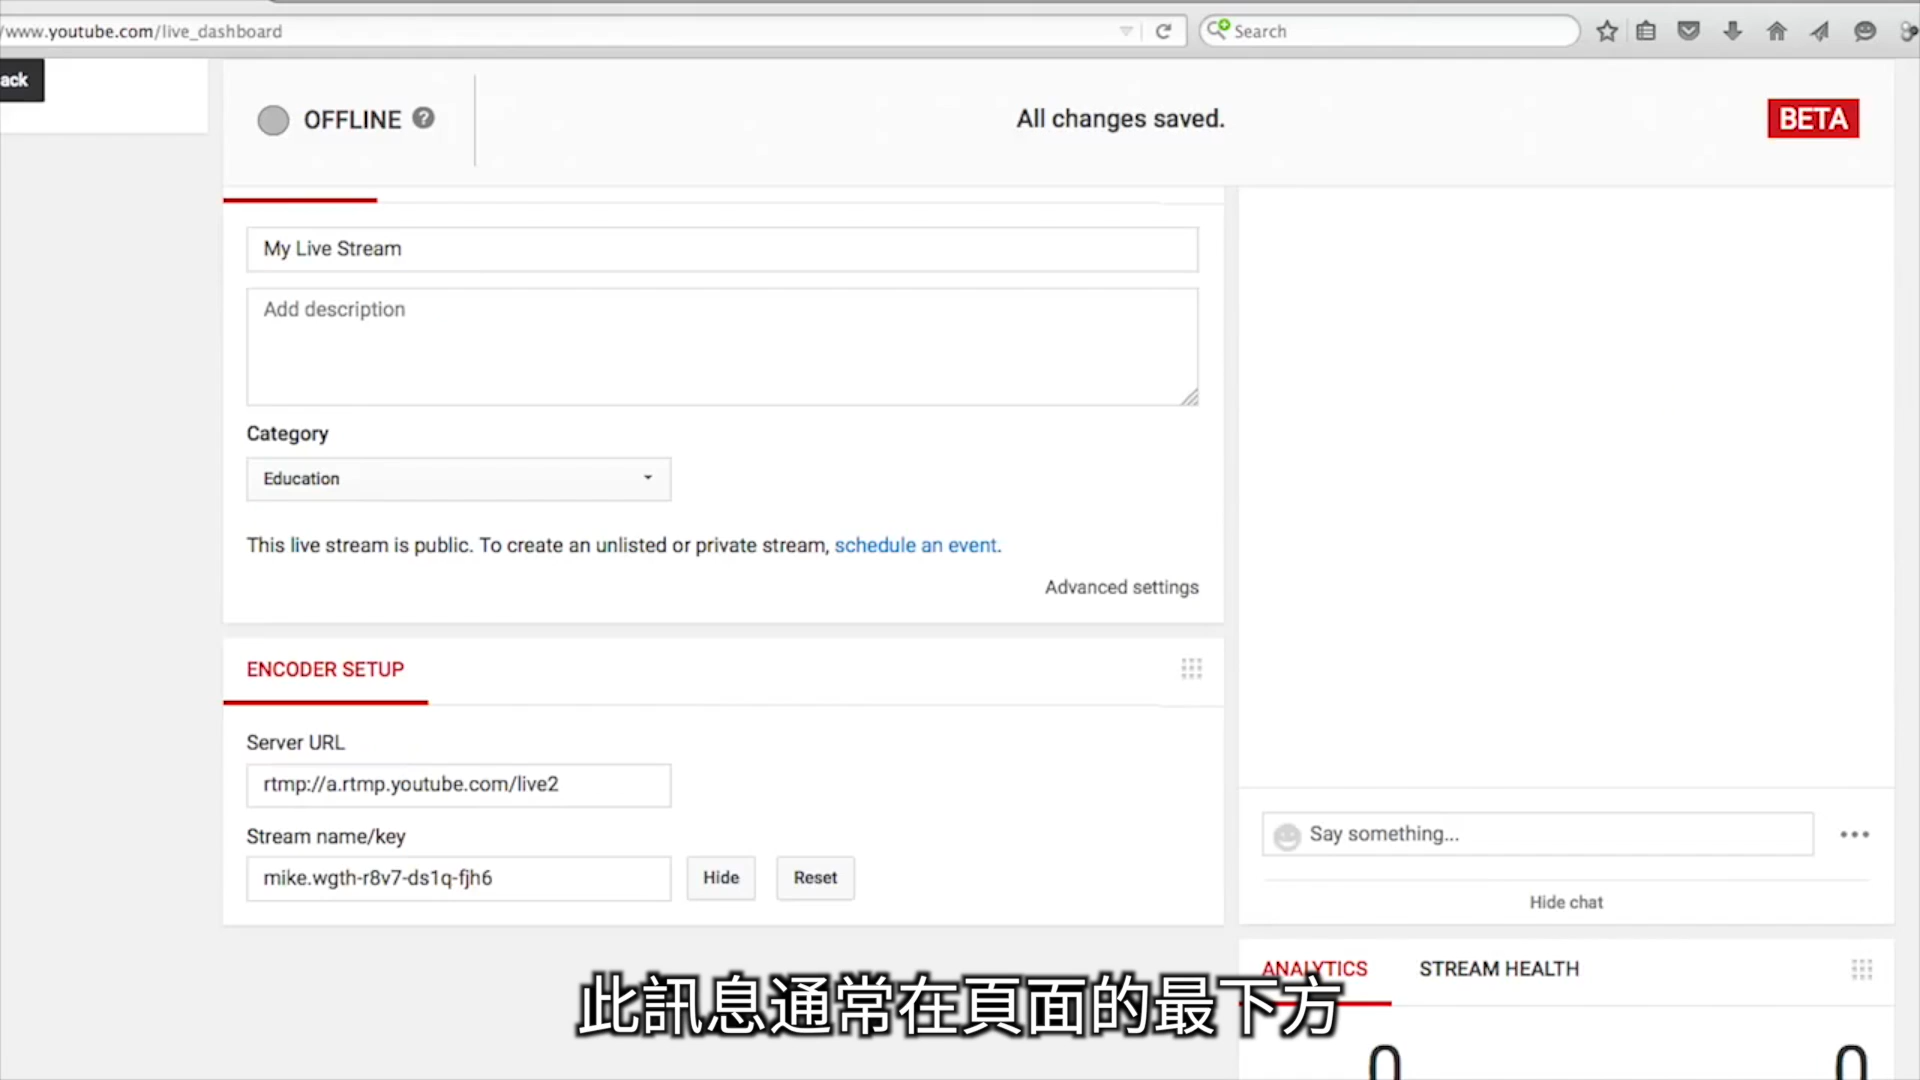 /www.youtube.com/live_dashboard
Search
ack
OFFLINE ?
All changes saved.
BETA
My Live Stream
Add description
Category
Education
This live stream is public. To create an unlisted or private stream, schedule an event.
Advanced settings
ENCODER SETUP
Server URL
rtmp://a.rtmp.youtube.com/live2
Stream name/key
mike.wgth-r8v7-ds1q-fjh6
Hide
Reset
Say something...
Hide chat
ANALYTICS
STREAM HEALTH
0
0
此訊息通常在頁面的最下方